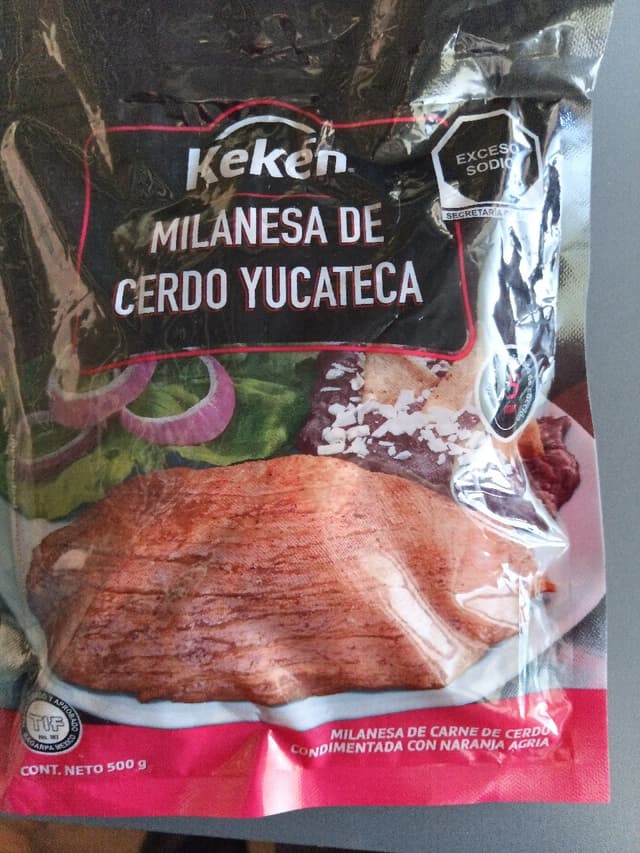 Kekén
EXCESO
SODIO
SECRETARÍA
MILANESA DE
CERDO YUCATECA
TIF
MILANESA DE CARNE DE CERDO
CONDIMENTADA CON NARANJA AGRIA
CONT. NETO 500 g